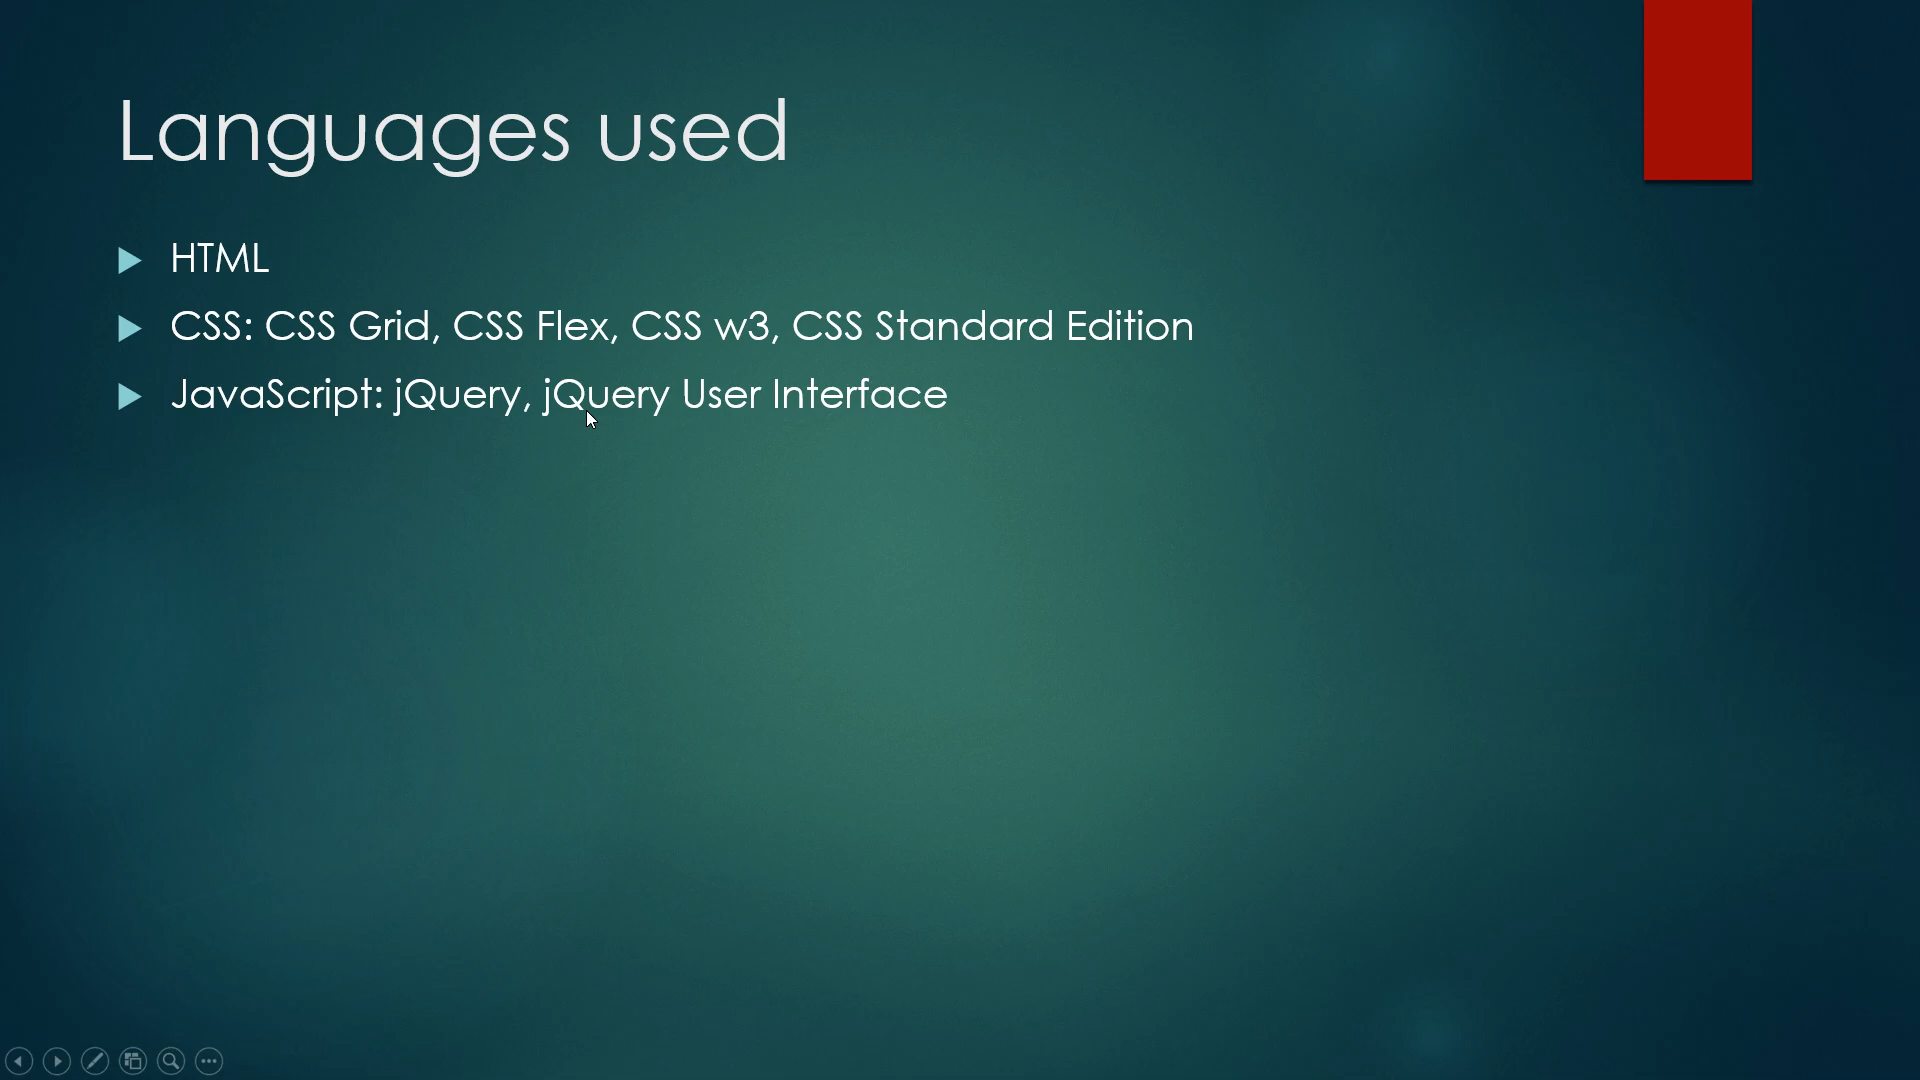 Languages used
HTML
CSS: CSS Grid, CSS Flex, CSS w3, CSS Standard Edition
JavaScript: jQuery, jQuery User Interface